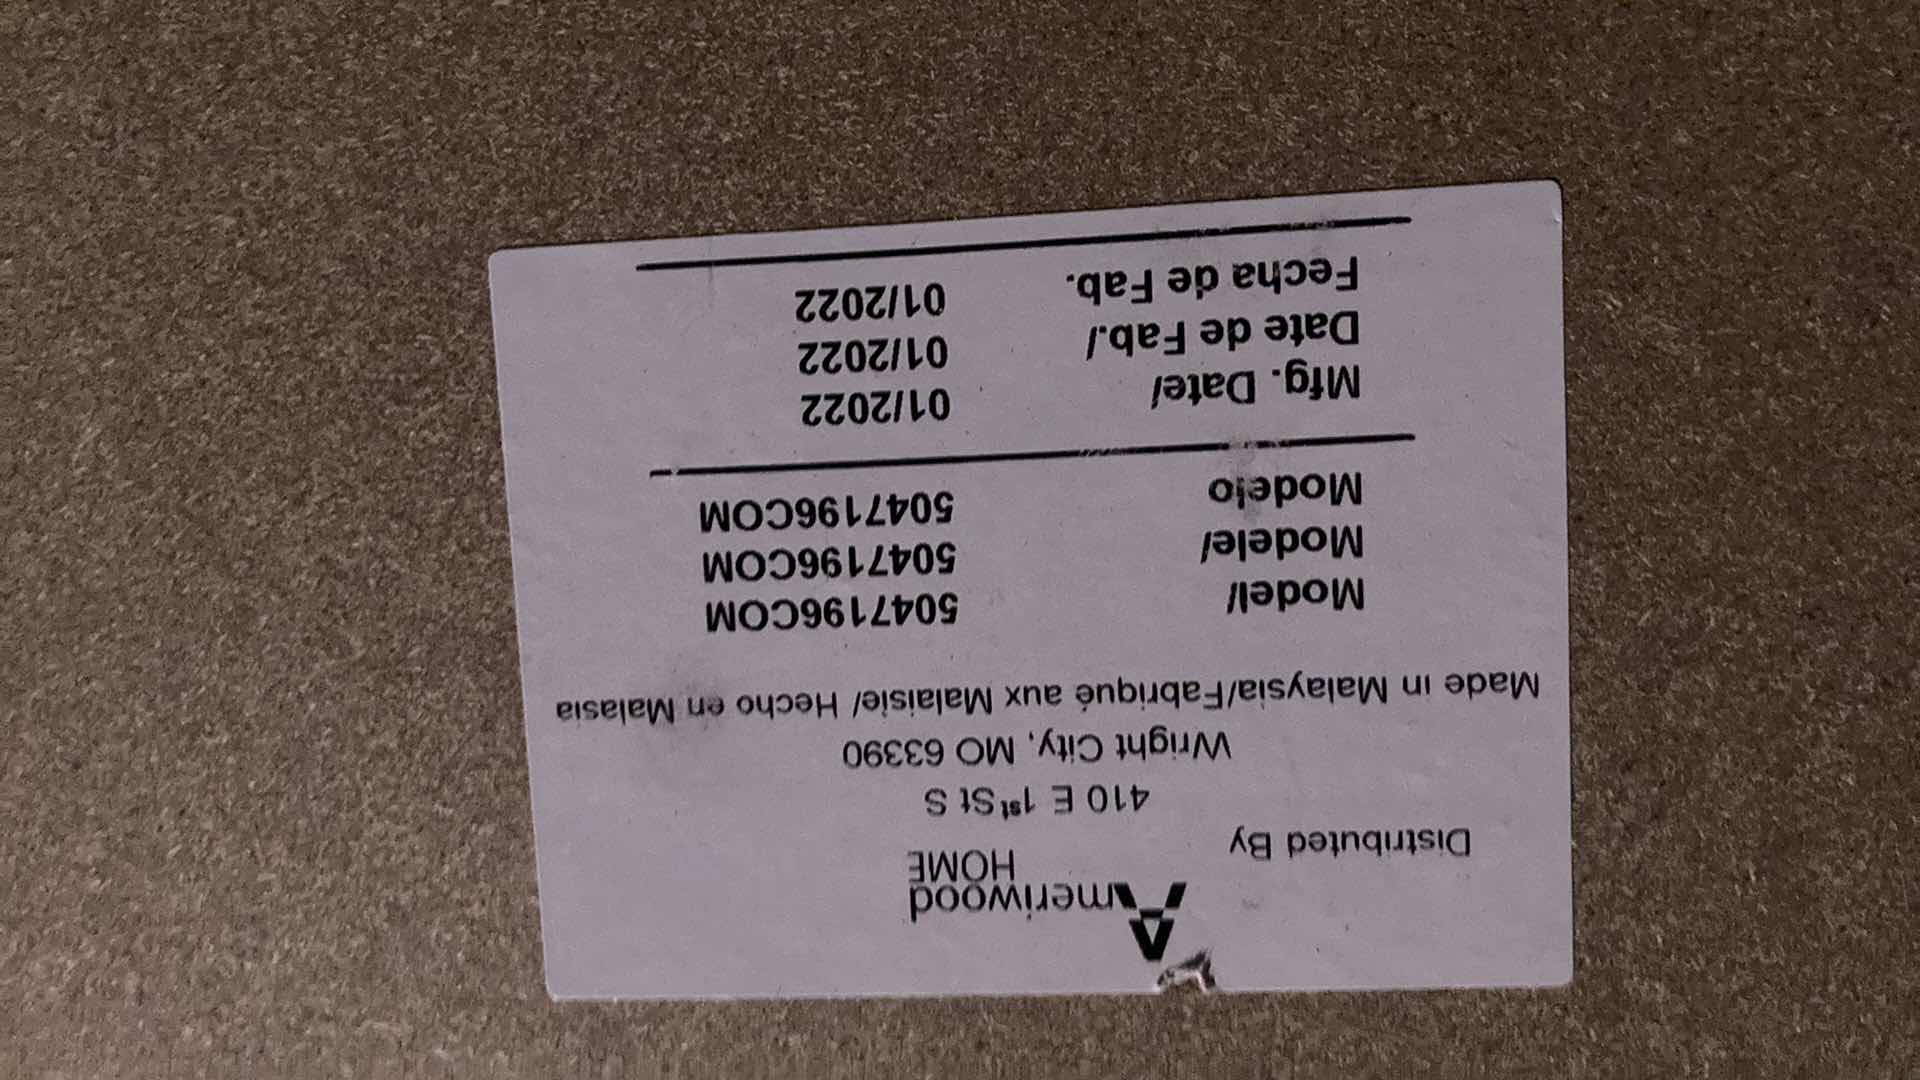 Ameriwood
HOME
Distributed By
410 E 1st St S
Wright City, MO 63390
Made in Malaysia/Fabriqué aux Malaisie/ Hecho en Malasia
Model/ 5047196COM
Modele/ 5047196COM
Modelo 5047196COM
Mfg. Date/ 01/2022
Date de Fab./ 01/2022
Fecha de Fab. 01/2022